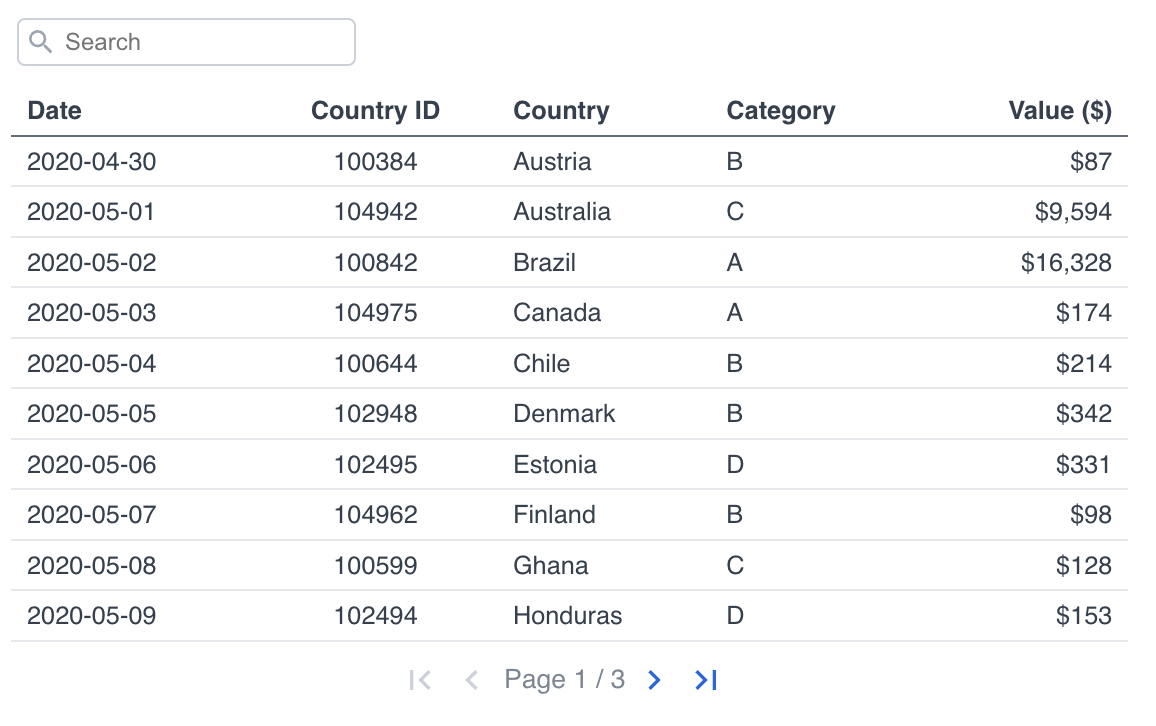 Search
Date Country ID Country Category Value ($)
2020-04-30 100384 Austria B $87
2020-05-01 104942 Australia C $9,594
2020-05-02 100842 Brazil A $16,328
2020-05-03 104975 Canada A $174
2020-05-04 100644 Chile B $214
2020-05-05 102948 Denmark B $342
2020-05-06 102495 Estonia D $331
2020-05-07 104962 Finland B $98
2020-05-08 100599 Ghana C $128
2020-05-09 102494 Honduras D $153
Page 1 / 3